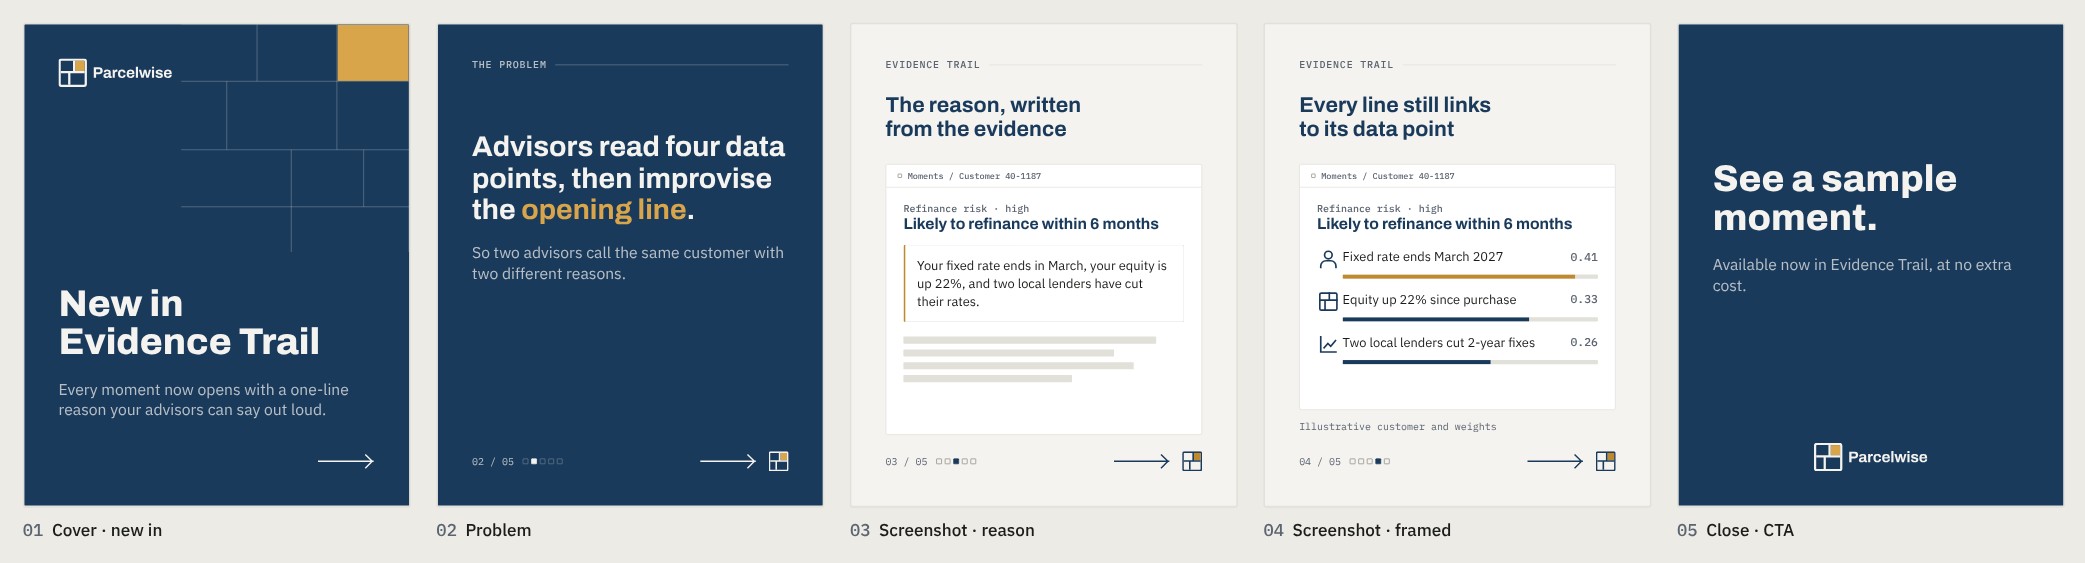 Parcelwise
New in
Evidence Trail
Every moment now opens with a one-line
reason your advisors can say out loud.
01 Cover · new in
THE PROBLEM
Advisors read four data
points, then improvise
the opening line.
So two advisors call the same customer with
two different reasons.
02 / 05
02 Problem
EVIDENCE TRAIL
The reason, written
from the evidence
Moments / Customer 40-1187
Refinance risk · high
Likely to refinance within 6 months
Your fixed rate ends in March, your equity is
up 22%, and two local lenders have cut
their rates.
03 / 05
03 Screenshot · reason
EVIDENCE TRAIL
Every line still links
to its data point
Moments / Customer 40-1187
Refinance risk · high
Likely to refinance within 6 months
Fixed rate ends March 2027 0.41
Equity up 22% since purchase 0.33
Two local lenders cut 2-year fixes 0.26
Illustrative customer and weights
04 / 05
04 Screenshot · framed
See a sample
moment.
Available now in Evidence Trail, at no extra
cost.
Parcelwise
05 Close · CTA